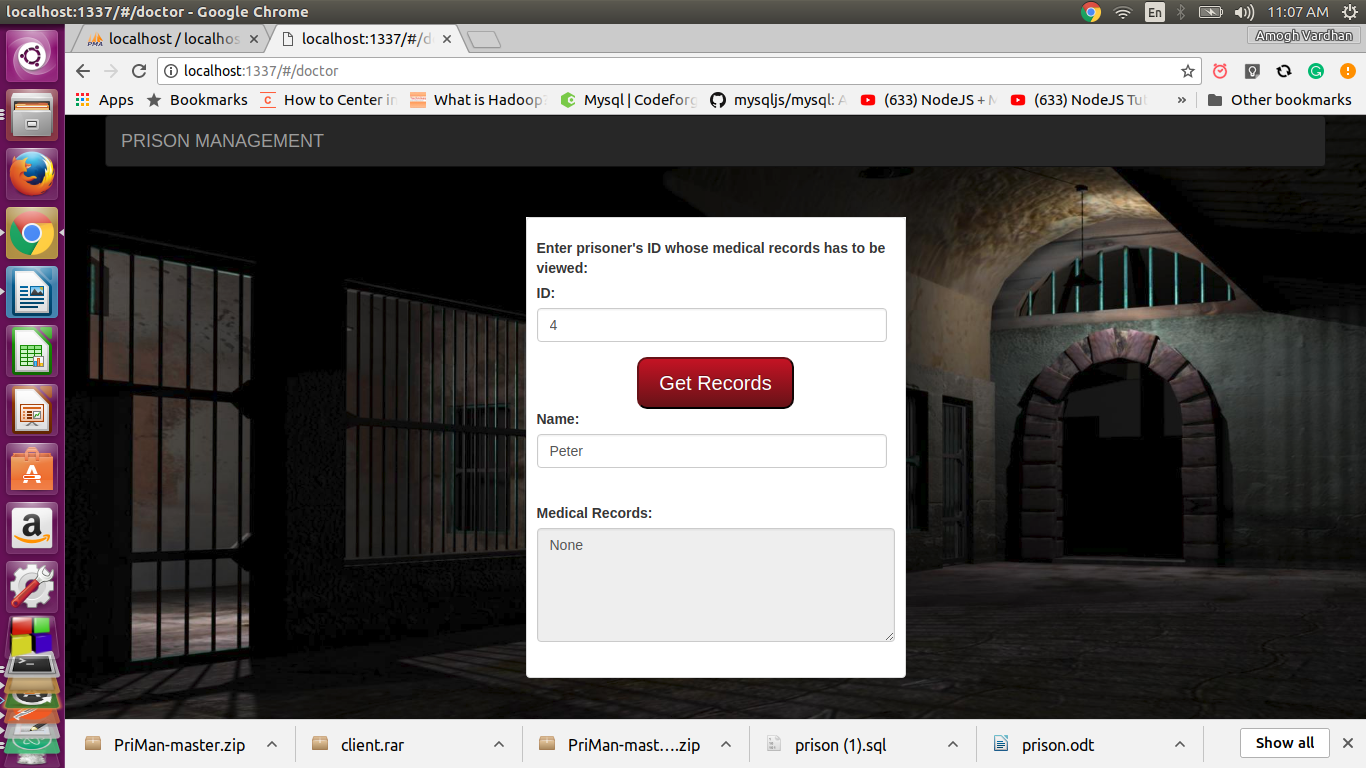 localhost:1337/#/doctor - Google Chrome
En
11:07 AM
localhost / localhos
localhost:1337/#/d
Amogh Vardhan
localhost:1337/#/doctor
Apps
Bookmarks
How to Center in
What is Hadoop?
Mysql | Codeforg
mysqljs/mysql: A
(633) NodeJS + M
(633) NodeJS Tut
»
Other bookmarks
PRISON MANAGEMENT
Enter prisoner's ID whose medical records has to be
viewed:
ID:
4
Get Records
Name:
Peter
Medical Records:
None
PriMan-master.zip
client.rar
PriMan-mast....zip
prison (1).sql
prison.odt
Show all